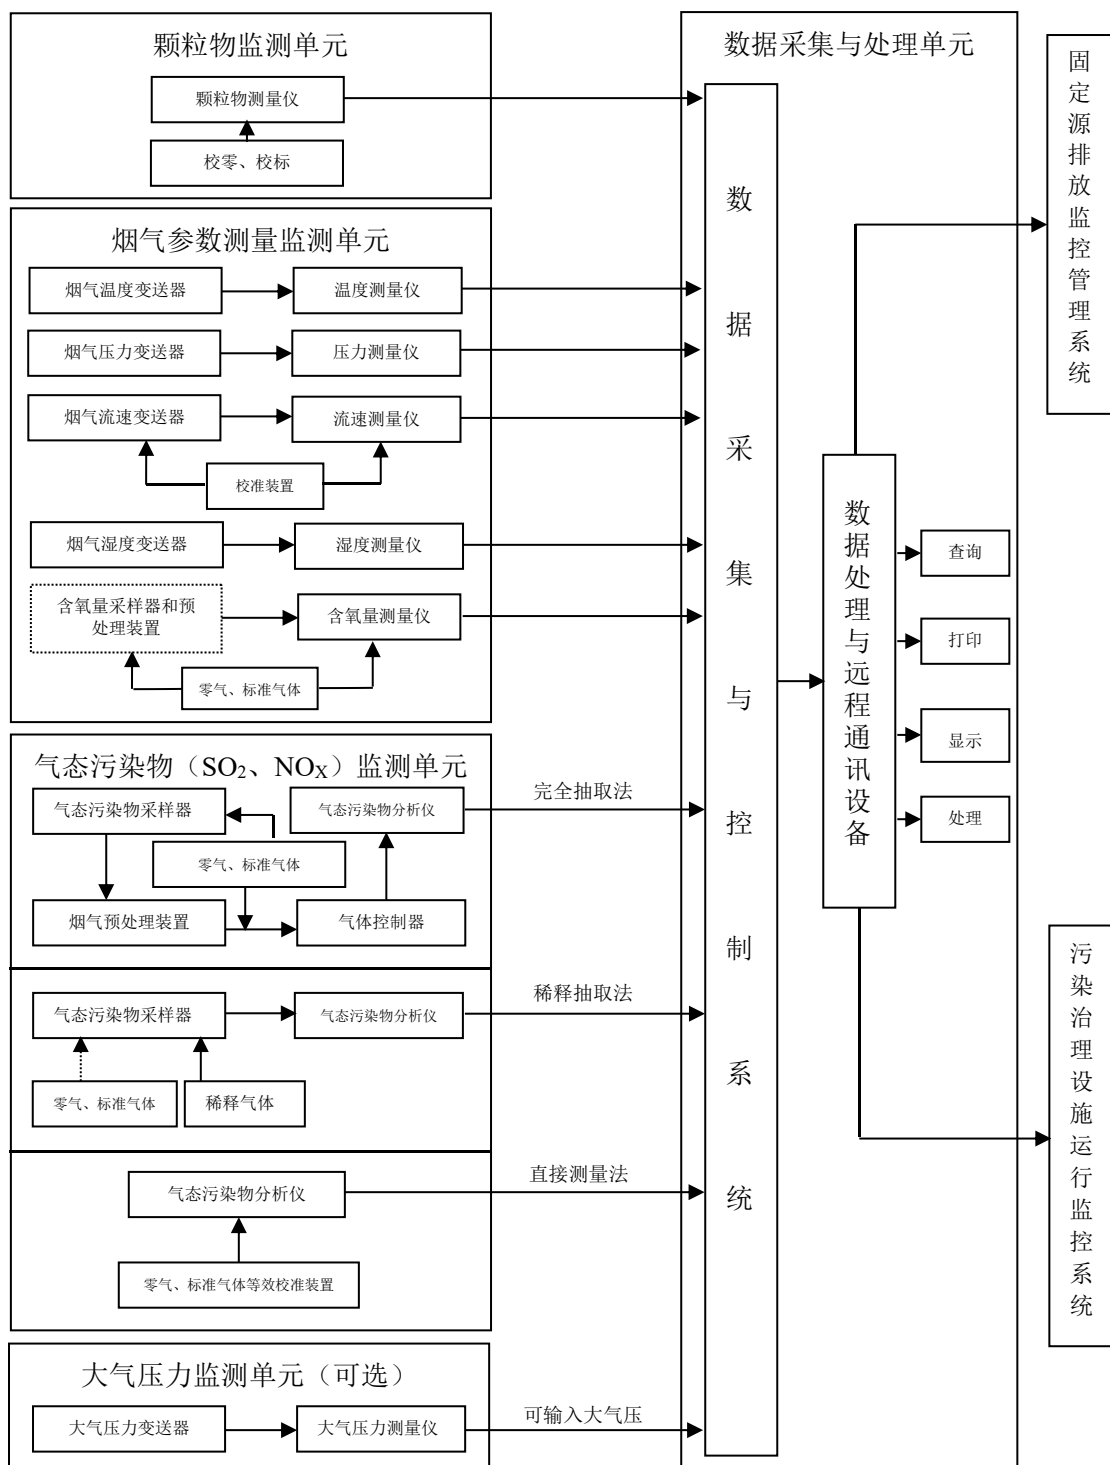 颗粒物监测单元
颗粒物测量仪
校零、校标
烟气参数测量监测单元
烟气温度变送器
温度测量仪
烟气压力变送器
压力测量仪
烟气流速变送器
流速测量仪
校准装置
烟气湿度变送器
湿度测量仪
含氧量采样器和预
处理装置
含氧量测量仪
零气、标准气体
气态污染物（SO₂、NOX）监测单元
气态污染物采样器
气态污染物分析仪
零气、标准气体
烟气预处理装置
气体控制器
完全抽取法
气态污染物采样器
气态污染物分析仪
零气、标准气体
稀释气体
稀释抽取法
气态污染物分析仪
零气、标准气体等效校准装置
直接测量法
大气压力监测单元（可选）
大气压力变送器
大气压力测量仪
可输入大气压
数据采集与处理单元
数据采集与控制系统
数据处理与远程通讯设备
查询
打印
显示
处理
固定源排放监控管理系统
污染治理设施运行监控系统